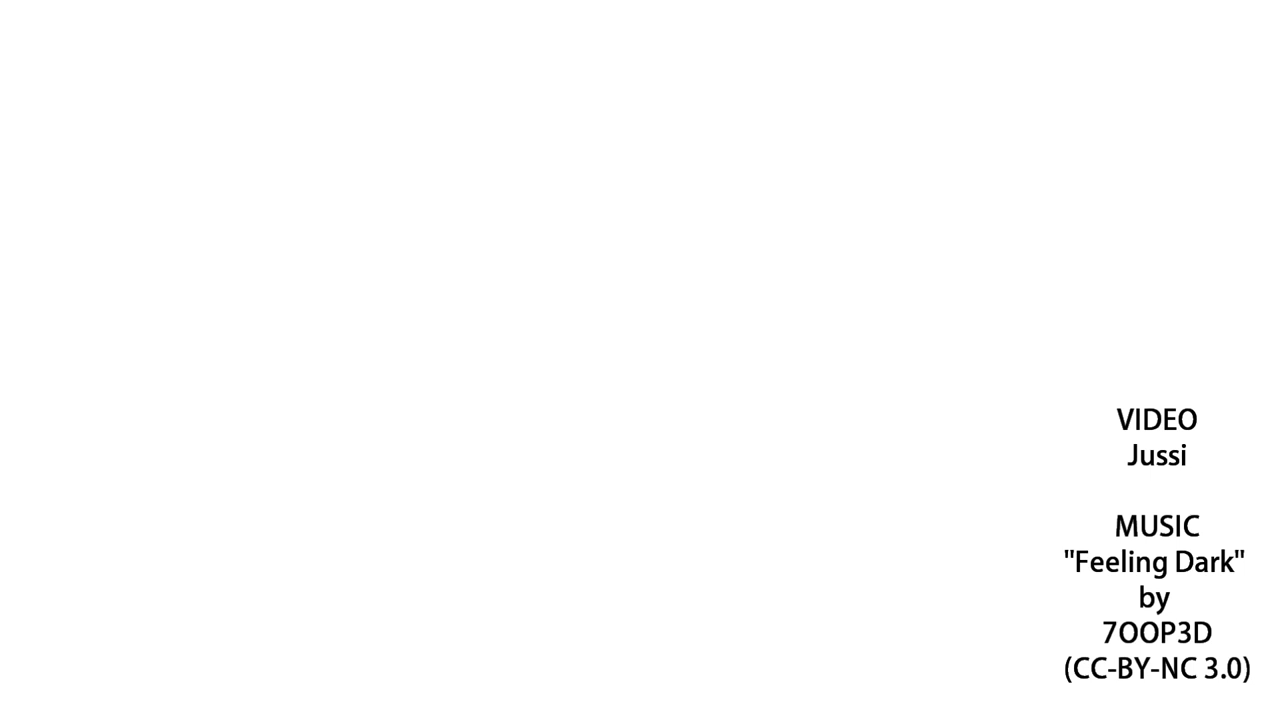 VIDEO
Jussi
MUSIC
"Feeling Dark"
by
7OOP3D
(CC-BY-NC 3.0)